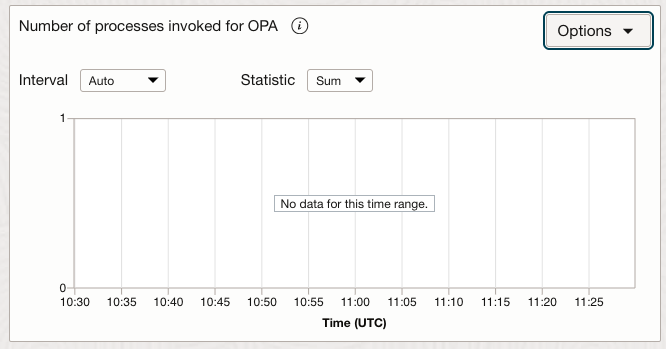 Number of processes invoked for OPA i
Options
Interval Auto Statistic Sum
1
No data for this time range.
0
10:30 10:35 10:40 10:45 10:50 10:55 11:00 11:05 11:10 11:15 11:20 11:25
Time (UTC)